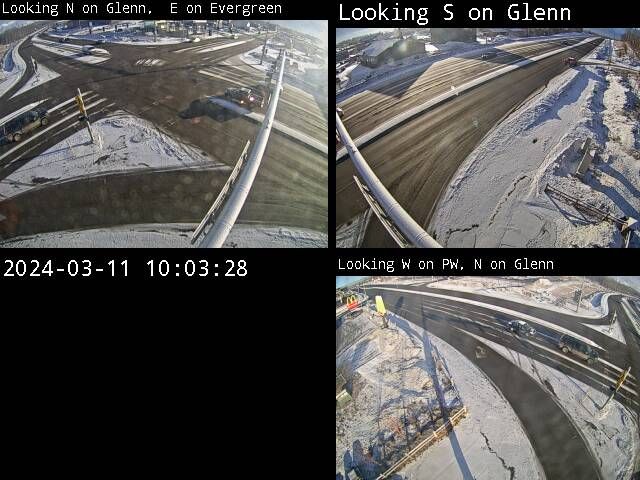 Looking N on Glenn,  E on Evergreen
Looking S on Glenn
2024-03-11 10:03:28
Looking W on PW, N on Glenn